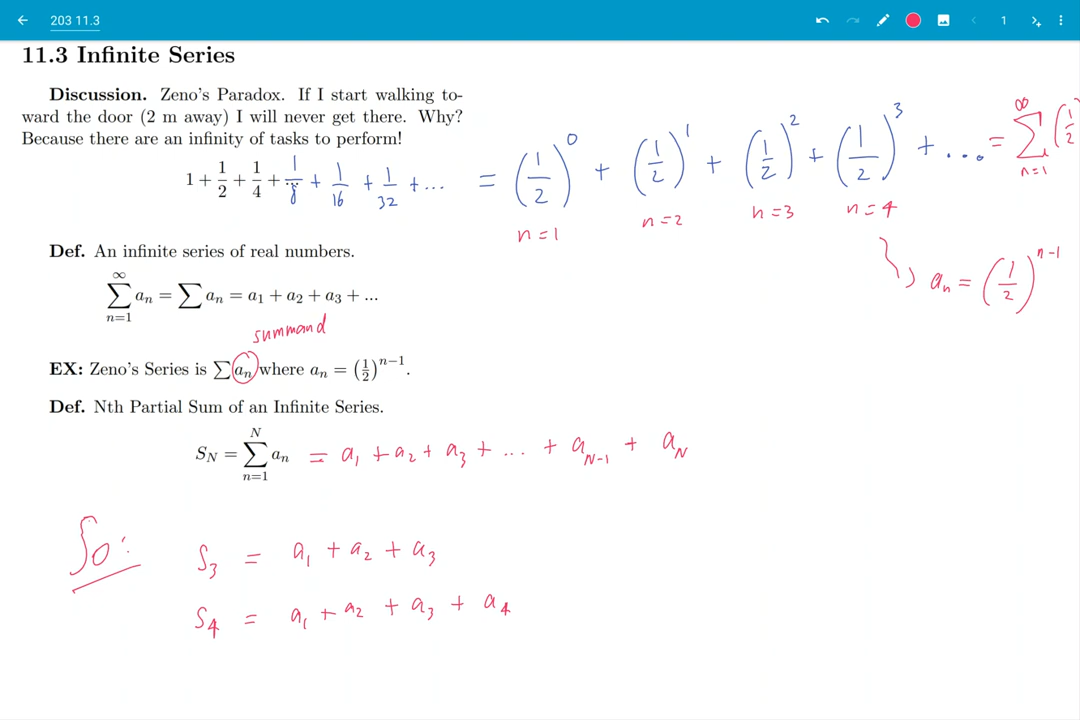 203 11.3
1
11.3 Infinite Series
Discussion. Zeno's Paradox. If I start walking to-
ward the door (2 m away) I will never get there. Why?
Because there are an infinity of tasks to perform!
1 + 1/2 + 1/4 + 1/8 + 1/16 + 1/32 + ... = (1/2)^0 + (1/2)^1 + (1/2)^2 + (1/2)^3 + ... = ∑_{n=1}^{∞} (1/2)
n=1 n=2 n=3 n=4
Def. An infinite series of real numbers.
a_n = (1/2)^{n-1}
∑_{n=1}^{∞} a_n = ∑ a_n = a_1 + a_2 + a_3 + ...
summand
EX: Zeno's Series is ∑ a_n where a_n = (1/2)^{n-1}.
Def. Nth Partial Sum of an Infinite Series.
S_N = ∑_{n=1}^{N} a_n = a_1 + a_2 + a_3 + ... + a_{N-1} + a_N
So:
S_3 = a_1 + a_2 + a_3
S_4 = a_1 + a_2 + a_3 + a_4